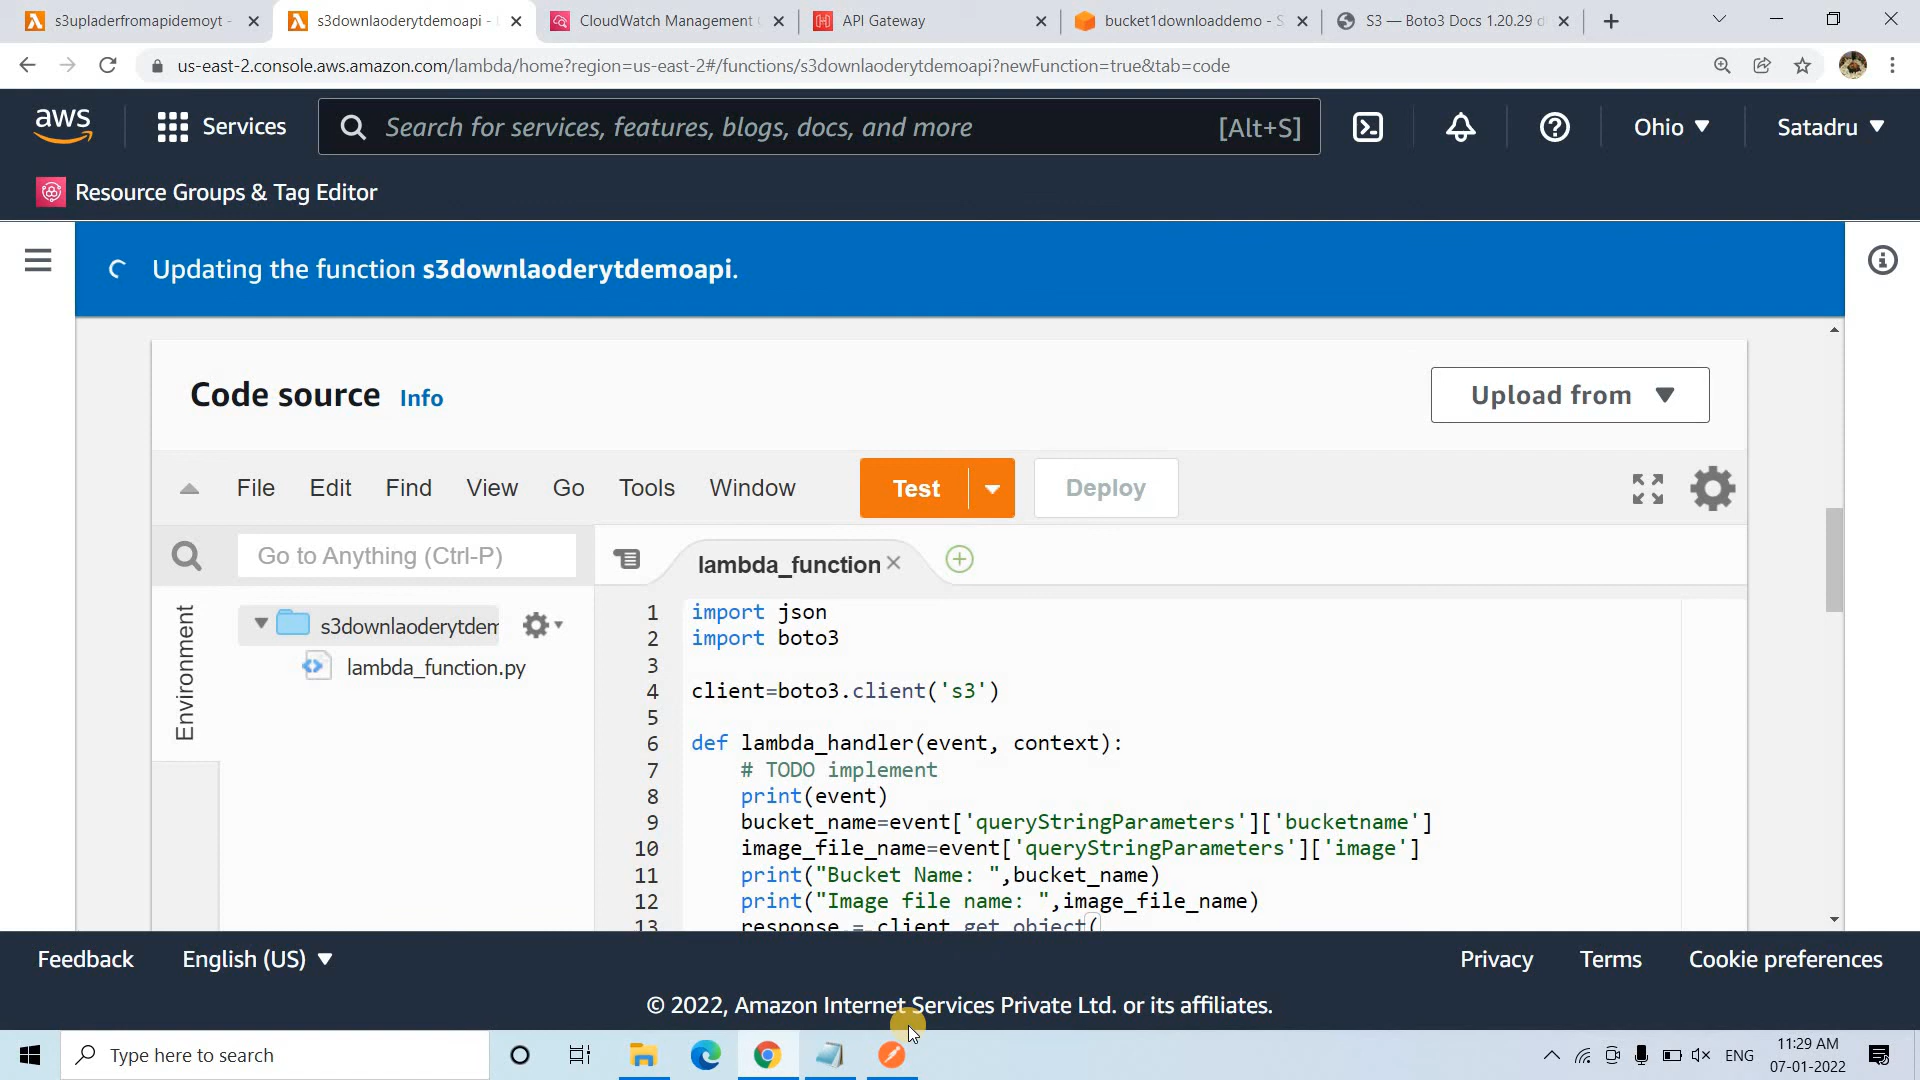 s3upladerfromapidemoyt -
s3downlaoderytdemoapi -
CloudWatch Management C
API Gateway
bucket1downloaddemo - S
S3 — Boto3 Docs 1.20.29 d
us-east-2.console.aws.amazon.com/lambda/home?region=us-east-2#/functions/s3downlaoderytdemoapi?newFunction=true&tab=code
aws
Services
Search for services, features, blogs, docs, and more
[Alt+S]
Ohio
Satadru
Resource Groups & Tag Editor
Updating the function s3downlaoderytdemoapi.
Code source Info
Upload from
File Edit Find View Go Tools Window
Test
Deploy
Go to Anything (Ctrl-P)
lambda_function
Environment
s3downlaoderytdem
lambda_function.py
1 import json
2 import boto3
3
4 client=boto3.client('s3')
5
6 def lambda_handler(event, context):
7 # TODO implement
8 print(event)
9 bucket_name=event['queryStringParameters']['bucketname']
10 image_file_name=event['queryStringParameters']['image']
11 print("Bucket Name: ",bucket_name)
12 print("Image file name: ",image_file_name)
13 response = client.get_object(
Feedback English (US)
Privacy Terms Cookie preferences
© 2022, Amazon Internet Services Private Ltd. or its affiliates.
Type here to search
ENG
11:29 AM
07-01-2022